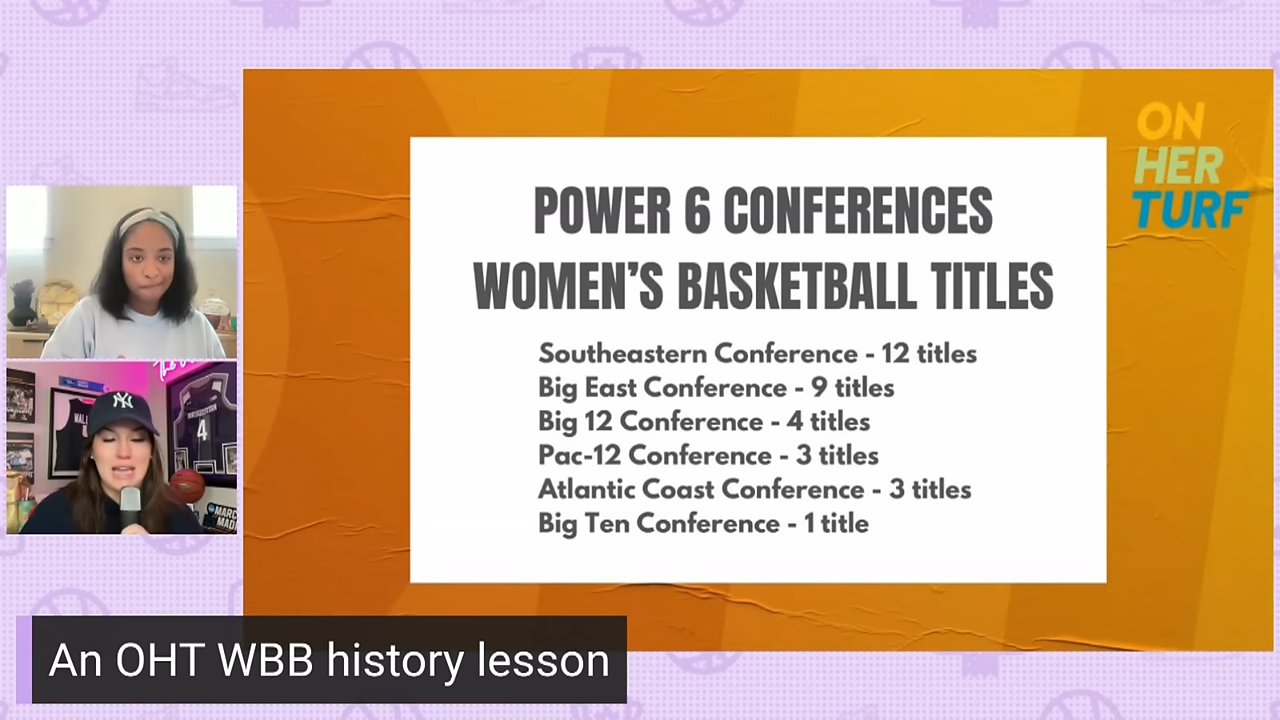 ON
HER
TURF
POWER 6 CONFERENCES
WOMEN'S BASKETBALL TITLES
Southeastern Conference - 12 titles
Big East Conference - 9 titles
Big 12 Conference - 4 titles
Pac-12 Conference - 3 titles
Atlantic Coast Conference - 3 titles
Big Ten Conference - 1 title
NY
4
An OHT WBB history lesson